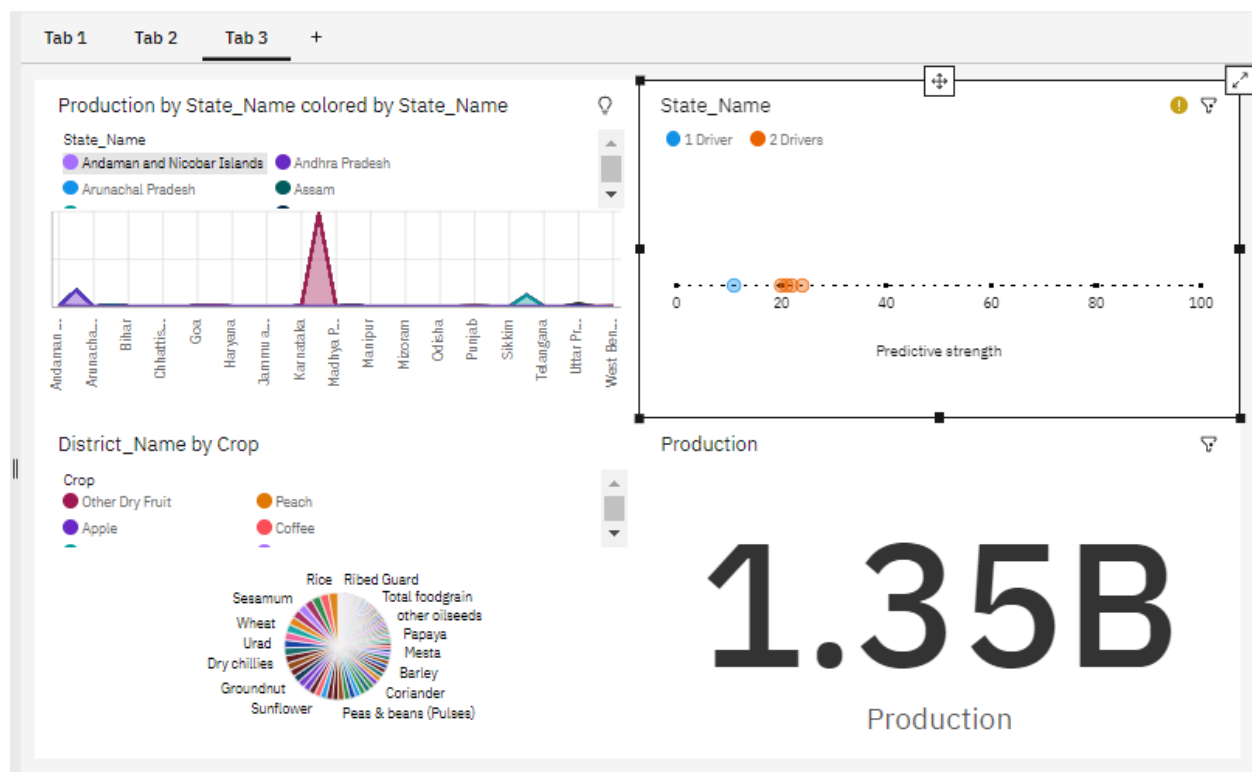 Tab 1 Tab 2 Tab 3 +
Production by State_Name colored by State_Name
State_Name
Andaman and Nicobar Islands Andhra Pradesh
Arunachal Pradesh Assam
Andaman ...
Arunacha...
Bihar
Chhattis...
Goa
Haryana
Jammu a...
Karnataka
Madhya P...
Manipur
Mizoram
Odisha
Punjab
Sikkim
Telangana
Uttar Pr...
West Ben...
State_Name
1 Driver 2 Drivers
0 20 40 60 80 100
Predictive strength
District_Name by Crop
Crop
Other Dry Fruit Peach
Apple Coffee
Rice Ribed Guard
Sesamum Total foodgrain
other oilseeds
Wheat
Papaya
Urad
Mesta
Dry chillies
Barley
Groundnut
Coriander
Sunflower
Peas & beans (Pulses)
Production
1.35B
Production